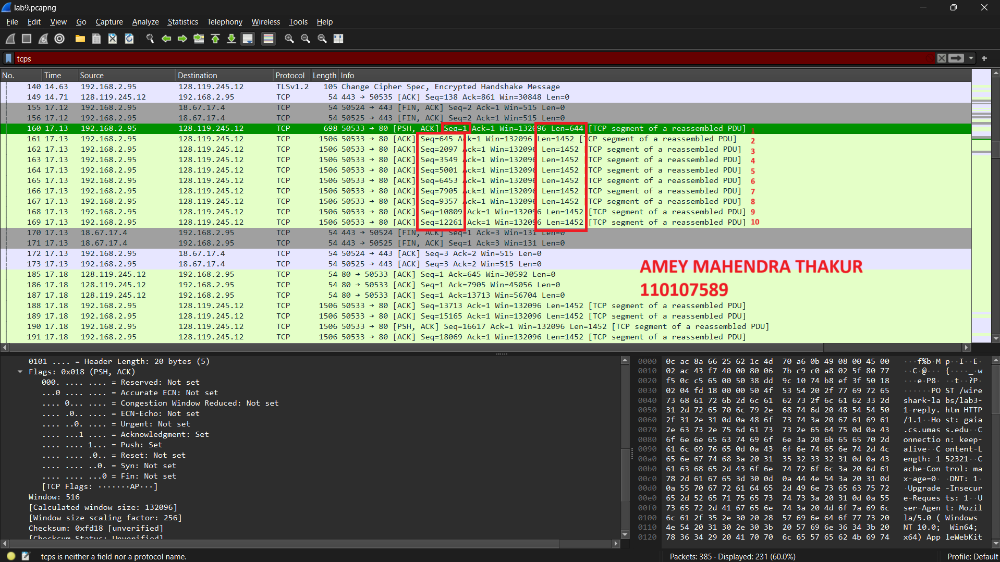 lab9.pcapng
File Edit View Go Capture Analyze Statistics Telephony Wireless Tools Help
tcps
No. Time Source Destination Protocol Length Info
140 14.63 192.168.2.95 128.119.245.12 TLSv1.2 105 Change Cipher Spec, Encrypted Handshake Message
149 14.71 128.119.245.12 192.168.2.95 TCP 54 443 → 50535 [ACK] Seq=138 Ack=861 Win=30848 Len=0
155 17.12 192.168.2.95 18.67.17.4 TCP 54 50524 → 443 [FIN, ACK] Seq=2 Ack=1 Win=515 Len=0
156 17.12 192.168.2.95 18.67.17.4 TCP 54 50525 → 443 [FIN, ACK] Seq=2 Ack=1 Win=515 Len=0
160 17.13 192.168.2.95 128.119.245.12 TCP 698 50533 → 80 [PSH, ACK] Seq=1 Ack=1 Win=132096 Len=644 [TCP segment of a reassembled PDU] 1
161 17.13 192.168.2.95 128.119.245.12 TCP 1506 50533 → 80 [ACK] Seq=645 Ack=1 Win=132096 Len=1452 [TCP segment of a reassembled PDU] 2
162 17.13 192.168.2.95 128.119.245.12 TCP 1506 50533 → 80 [ACK] Seq=2097 Ack=1 Win=132096 Len=1452 [TCP segment of a reassembled PDU] 3
163 17.13 192.168.2.95 128.119.245.12 TCP 1506 50533 → 80 [ACK] Seq=3549 Ack=1 Win=132096 Len=1452 [TCP segment of a reassembled PDU] 4
164 17.13 192.168.2.95 128.119.245.12 TCP 1506 50533 → 80 [ACK] Seq=5001 Ack=1 Win=132096 Len=1452 [TCP segment of a reassembled PDU] 5
165 17.13 192.168.2.95 128.119.245.12 TCP 1506 50533 → 80 [ACK] Seq=6453 Ack=1 Win=132096 Len=1452 [TCP segment of a reassembled PDU] 6
166 17.13 192.168.2.95 128.119.245.12 TCP 1506 50533 → 80 [ACK] Seq=7905 Ack=1 Win=132096 Len=1452 [TCP segment of a reassembled PDU] 7
167 17.13 192.168.2.95 128.119.245.12 TCP 1506 50533 → 80 [ACK] Seq=9357 Ack=1 Win=132096 Len=1452 [TCP segment of a reassembled PDU] 8
168 17.13 192.168.2.95 128.119.245.12 TCP 1506 50533 → 80 [ACK] Seq=10809 Ack=1 Win=132096 Len=1452 [TCP segment of a reassembled PDU] 9
169 17.13 192.168.2.95 128.119.245.12 TCP 1506 50533 → 80 [ACK] Seq=12261 Ack=1 Win=132096 Len=1452 [TCP segment of a reassembled PDU] 10
170 17.13 18.67.17.4 192.168.2.95 TCP 54 443 → 50524 [FIN, ACK] Seq=1 Ack=3 Win=131 Len=0
171 17.13 18.67.17.4 192.168.2.95 TCP 54 443 → 50525 [FIN, ACK] Seq=1 Ack=3 Win=131 Len=0
172 17.13 192.168.2.95 18.67.17.4 TCP 54 50524 → 443 [ACK] Seq=3 Ack=2 Win=515 Len=0
173 17.13 192.168.2.95 18.67.17.4 TCP 54 50525 → 443 [ACK] Seq=3 Ack=2 Win=515 Len=0
185 17.18 128.119.245.12 192.168.2.95 TCP 54 80 → 50533 [ACK] Seq=1 Ack=645 Win=30592 Len=0
186 17.18 128.119.245.12 192.168.2.95 TCP 54 80 → 50533 [ACK] Seq=1 Ack=7905 Win=45056 Len=0
187 17.18 128.119.245.12 192.168.2.95 TCP 54 80 → 50533 [ACK] Seq=1 Ack=13713 Win=56704 Len=0
188 17.18 192.168.2.95 128.119.245.12 TCP 1506 50533 → 80 [ACK] Seq=13713 Ack=1 Win=132096 Len=1452 [TCP segment of a reassembled PDU]
189 17.18 192.168.2.95 128.119.245.12 TCP 1506 50533 → 80 [ACK] Seq=15165 Ack=1 Win=132096 Len=1452 [TCP segment of a reassembled PDU]
190 17.18 192.168.2.95 128.119.245.12 TCP 1506 50533 → 80 [PSH, ACK] Seq=16617 Ack=1 Win=132096 Len=1452 [TCP segment of a reassembled PDU]
191 17.18 192.168.2.95 128.119.245.12 TCP 1506 50533 → 80 [ACK] Seq=18069 Ack=1 Win=132096 Len=1452 [TCP segment of a reassembled PDU]
AMEY MAHENDRA THAKUR
110107589
0101 .... = Header Length: 20 bytes (5)
Flags: 0x018 (PSH, ACK)
000. .... .... = Reserved: Not set
...0 .... .... = Accurate ECN: Not set
.... 0... .... = Congestion Window Reduced: Not set
.... .0.. .... = ECN-Echo: Not set
.... ..0. .... = Urgent: Not set
.... ...1 .... = Acknowledgment: Set
.... .... 1... = Push: Set
.... .... .0.. = Reset: Not set
.... .... ..0. = Syn: Not set
.... .... ...0 = Fin: Not set
[TCP Flags: ·······AP···]
Window: 516
[Calculated window size: 132096]
[Window size scaling factor: 256]
Checksum: 0xfd18 [unverified]
[Checksum Status: Unverified]
0000 0c ac 8a 66 25 62 1c 4d 70 a6 0b 49 08 00 45 00 ···f%b·M p··I··E·
0010 02 ac 43 f7 40 00 80 06 7b c9 c0 a8 02 5f 80 77 ··C·@··· {····_·w
0020 f5 0c c5 65 00 50 38 dd 9c 10 74 b8 ef 3f 50 18 ···e·P8· ··t··?P·
0030 02 04 fd 18 00 00 50 4f 53 54 20 2f 77 69 72 65 ······PO ST /wire
0040 73 68 61 72 6b 2d 6c 61 62 73 2f 6c 61 62 33 2d shark-la bs/lab3-
0050 31 2d 72 65 70 6c 79 2e 68 74 6d 20 48 54 54 50 1-reply. htm HTTP
0060 2f 31 2e 31 0d 0a 48 6f 73 74 3a 20 67 61 69 61 /1.1··Ho st: gaia
0070 2e 63 73 2e 75 6d 61 73 73 2e 65 64 75 0d 0a 43 .cs.umas s.edu··C
0080 6f 6e 6e 65 63 74 69 6f 6e 3a 20 6b 65 65 70 2d onnectio n: keep-
0090 61 6c 69 76 65 0d 0a 43 6f 6e 74 65 6e 74 2d 4c alive··C ontent-L
00a0 65 6e 67 74 68 3a 20 31 35 32 33 32 31 0d 0a 43 ength: 1 52321··C
00b0 61 63 68 65 2d 43 6f 6e 74 72 6f 6c 3a 20 6d 61 ache-Con trol: ma
00c0 78 2d 61 67 65 3d 30 0d 0a 44 4e 54 3a 20 31 0d x-age=0· ·DNT: 1·
00d0 0a 55 70 67 72 61 64 65 2d 49 6e 73 65 63 75 72 ·Upgrade -Insecur
00e0 65 2d 52 65 71 75 65 73 74 73 3a 20 31 0d 0a 55 e-Reques ts: 1··U
00f0 73 65 72 2d 41 67 65 6e 74 3a 20 4d 6f 7a 69 6c ser-Agen t: Mozil
0100 6c 61 2f 35 2e 30 20 28 57 69 6e 64 6f 77 73 20 la/5.0 ( Windows
0110 4e 54 20 31 30 2e 30 3b 20 57 69 6e 36 34 3b 20 NT 10.0; Win64;
0120 78 36 34 29 20 41 70 70 6c 65 57 65 62 4b 69 74 x64) App leWebKit
tcps is neither a field nor a protocol name.
Packets: 385 · Displayed: 231 (60.0%)
Profile: Default